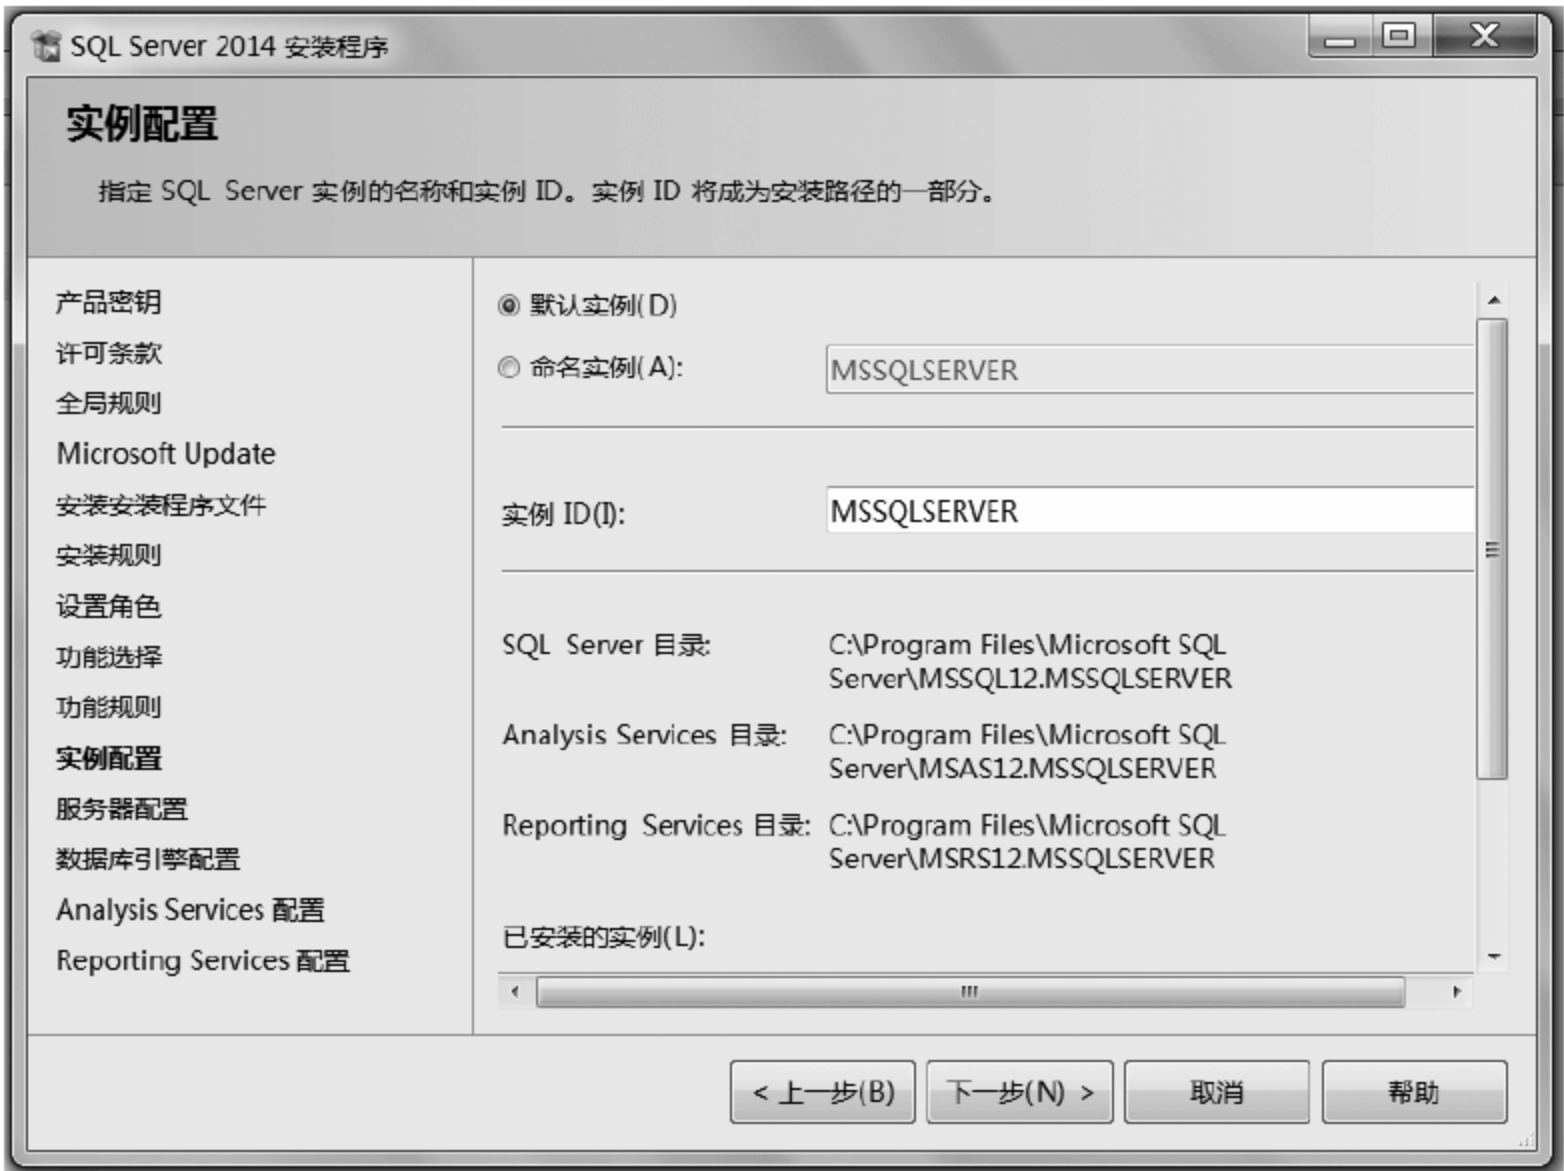 SQL Server 2014 安装程序
实例配置
指定 SQL Server 实例的名称和实例 ID。实例 ID 将成为安装路径的一部分。
产品密钥
许可条款
全局规则
Microsoft Update
安装安装程序文件
安装规则
设置角色
功能选择
功能规则
实例配置
服务器配置
数据库引擎配置
Analysis Services 配置
Reporting Services 配置
默认实例(D)
命名实例(A): MSSQLSERVER
实例 ID(I): MSSQLSERVER
SQL Server 目录: C:\Program Files\Microsoft SQL
Server\MSSQL12.MSSQLSERVER
Analysis Services 目录: C:\Program Files\Microsoft SQL
Server\MSAS12.MSSQLSERVER
Reporting Services 目录: C:\Program Files\Microsoft SQL
Server\MSRS12.MSSQLSERVER
已安装的实例(L):
< 上一步(B) 下一步(N) > 取消 帮助